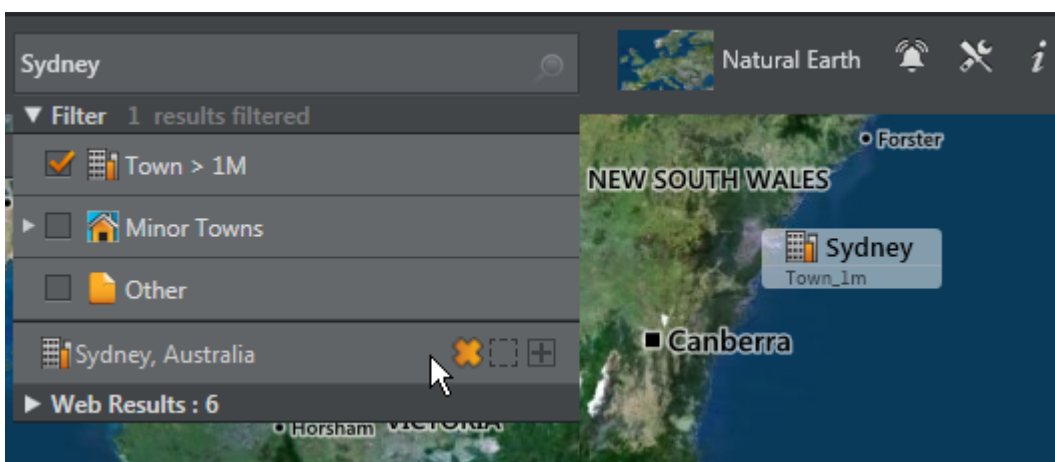 Sydney
Natural Earth
i
Filter 1 results filtered
Town > 1M
Minor Towns
Other
Sydney, Australia
Web Results : 6
Forster
NEW SOUTH WALES
Sydney
Town_1m
Canberra
Horsham
VICTORIA